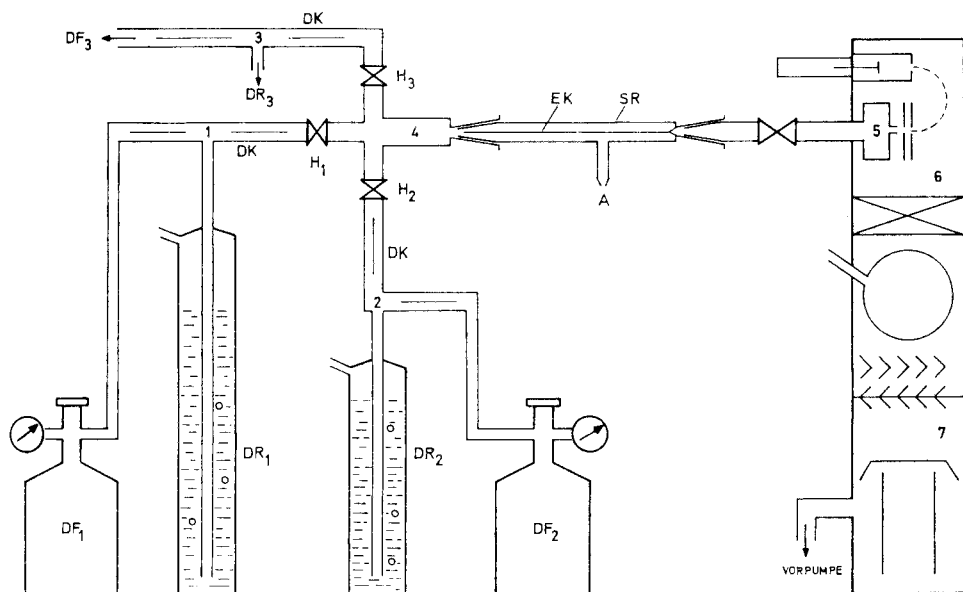 DK
DF3
3
DR3
H3
EK
SR
1
4
5
DK
H1
A
H2
6
DK
2
DR1
DR2
7
DF1
DF2
VORPUMPE